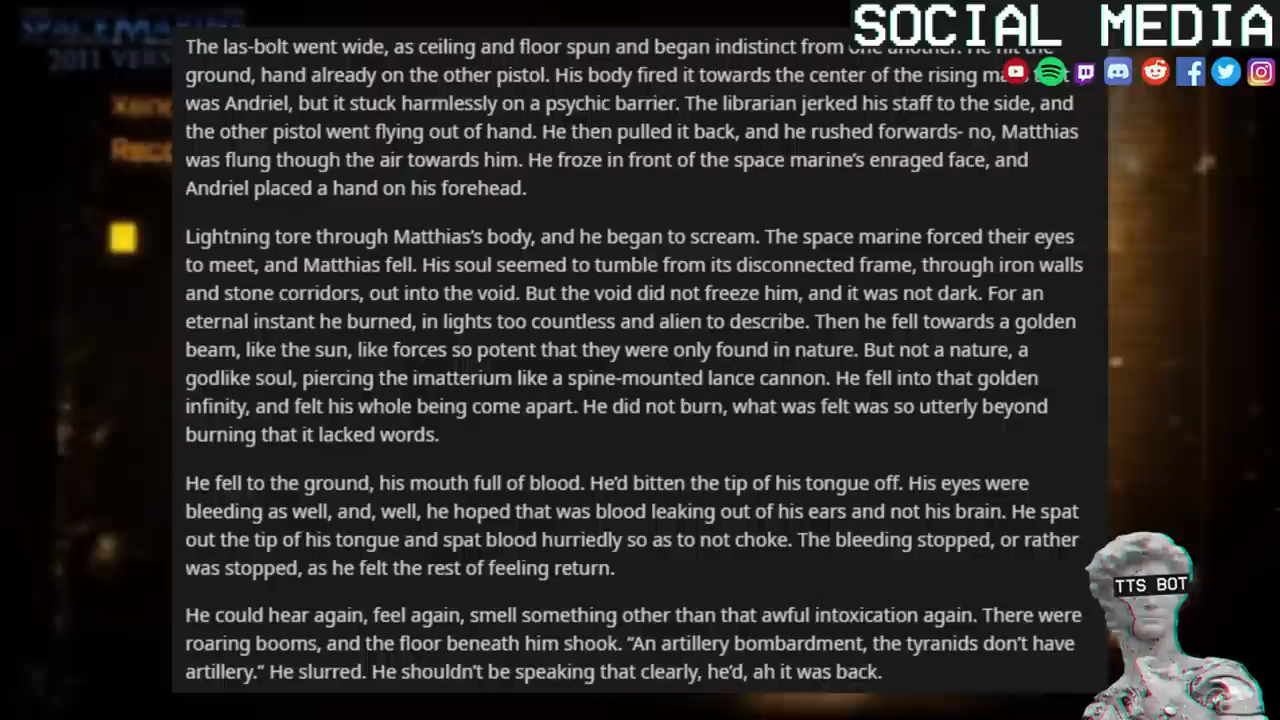 SPACE MARINE
2011 VERS
SOCIAL MEDIA
Xeno
Reco
The las-bolt went wide, as ceiling and floor spun and began indistinct from one another. He hit the
ground, hand already on the other pistol. His body fired it towards the center of the rising
was Andriel, but it stuck harmlessly on a psychic barrier. The librarian jerked his staff to the side, and
the other pistol went flying out of hand. He then pulled it back, and he rushed forwards- no, Matthias
was flung though the air towards him. He froze in front of the space marine's enraged face, and
Andriel placed a hand on his forehead.
Lightning tore through Matthias's body, and he began to scream. The space marine forced their eyes
to meet, and Matthias fell. His soul seemed to tumble from its disconnected frame, through iron walls
and stone corridors, out into the void. But the void did not freeze him, and it was not dark. For an
eternal instant he burned, in lights too countless and alien to describe. Then he fell towards a golden
beam, like the sun, like forces so potent that they were only found in nature. But not a nature, a
godlike soul, piercing the imatterium like a spine-mounted lance cannon. He fell into that golden
infinity, and felt his whole being come apart. He did not burn, what was felt was so utterly beyond
burning that it lacked words.
He fell to the ground, his mouth full of blood. He'd bitten the tip of his tongue off. His eyes were
bleeding as well, and, well, he hoped that was blood leaking out of his ears and not his brain. He spat
out the tip of his tongue and spat blood hurriedly so as to not choke. The bleeding stopped, or rather
was stopped, as he felt the rest of feeling return.
He could hear again, feel again, smell something other than that awful intoxication again. There were
roaring booms, and the floor beneath him shook. “An artillery bombardment, the tyranids don't have
artillery.” He slurred. He shouldn't be speaking that clearly, he'd, ah it was back.
TTS BOT